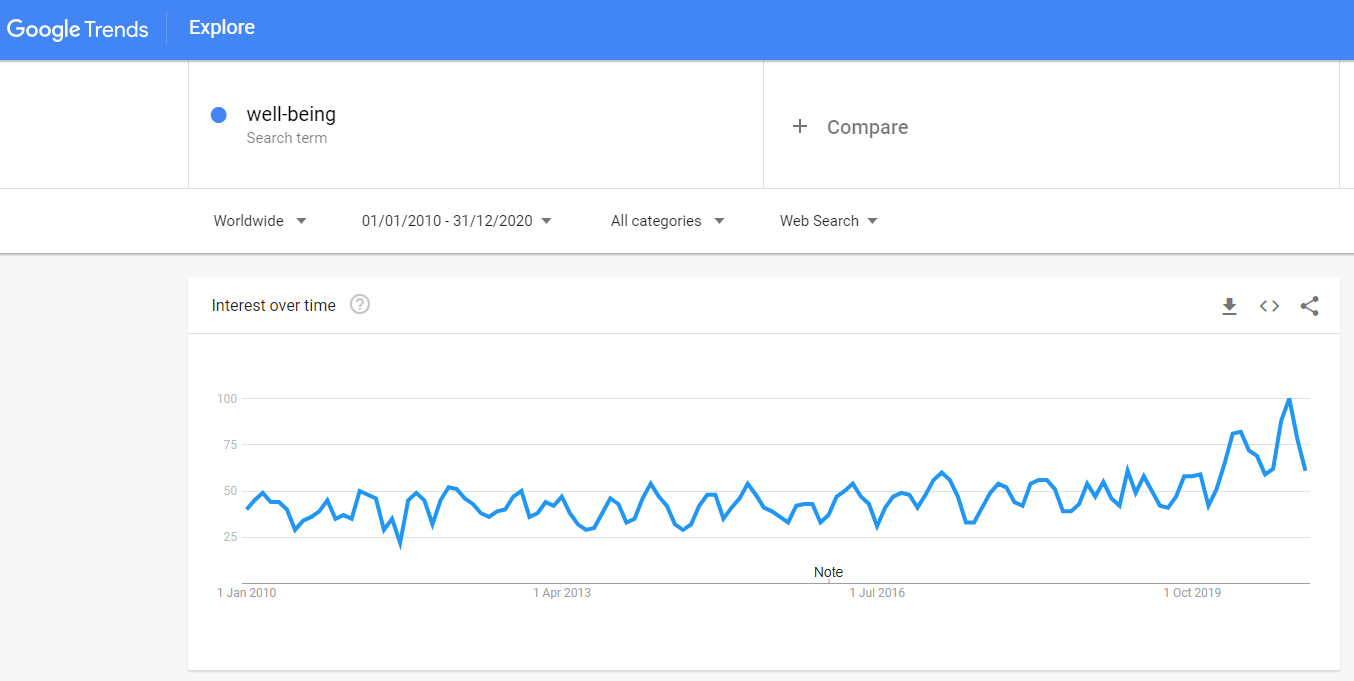 Google Trends Explore
well-being
Search term
+ Compare
Worldwide 01/01/2010 - 31/12/2020 All categories Web Search
Interest over time ?
100
75
50
25
Note
1 Jan 2010 1 Apr 2013 1 Jul 2016 1 Oct 2019